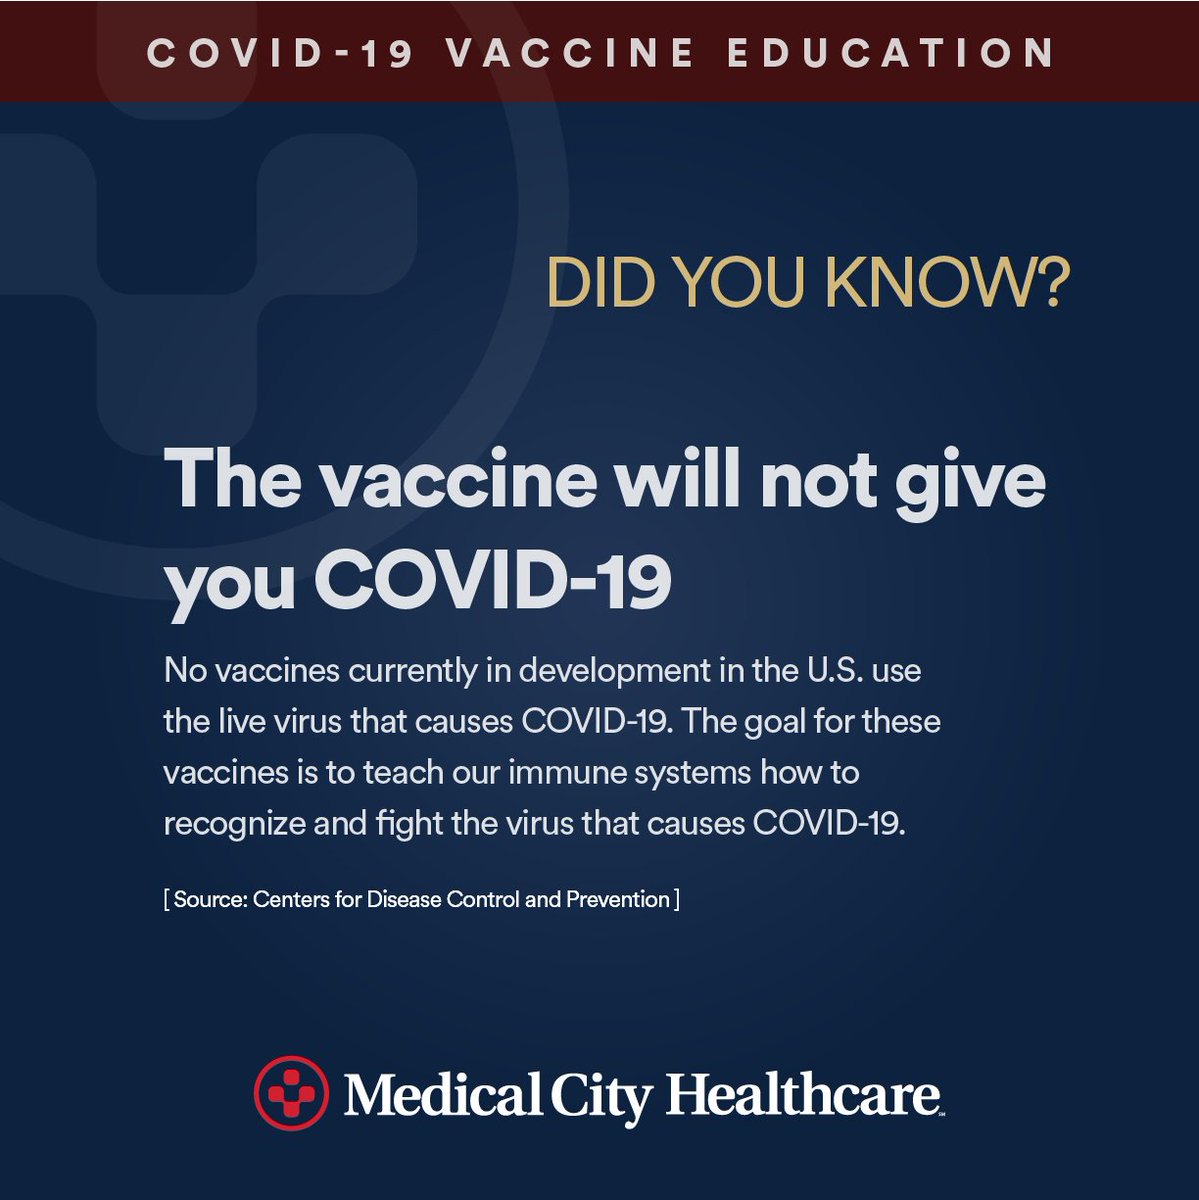 COVID-19 VACCINE EDUCATION
DID YOU KNOW?
The vaccine will not give
you COVID-19
No vaccines currently in development in the U.S. use
the live virus that causes COVID-19. The goal for these
vaccines is to teach our immune systems how to
recognize and fight the virus that causes COVID-19.
[ Source: Centers for Disease Control and Prevention ]
Medical City Healthcare℠